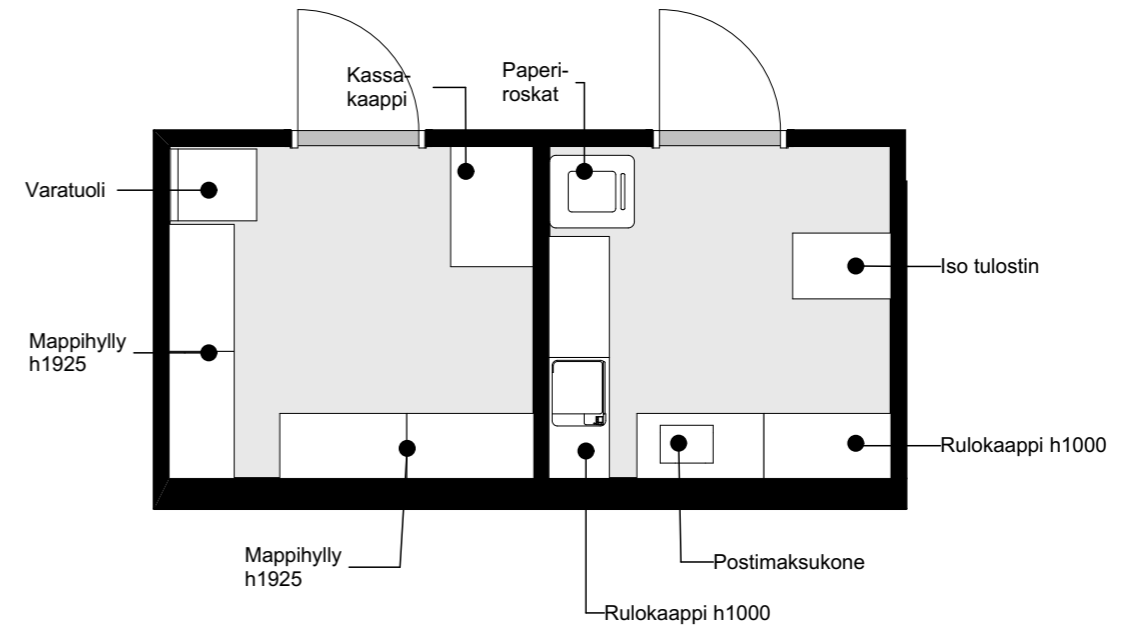 Kassa-
kaappi
Paperi-
roskat
Varatuoli
Iso tulostin
Mappihylly
h1925
Rulokaappi h1000
Mappihylly
h1925
Postimaksukone
Rulokaappi h1000